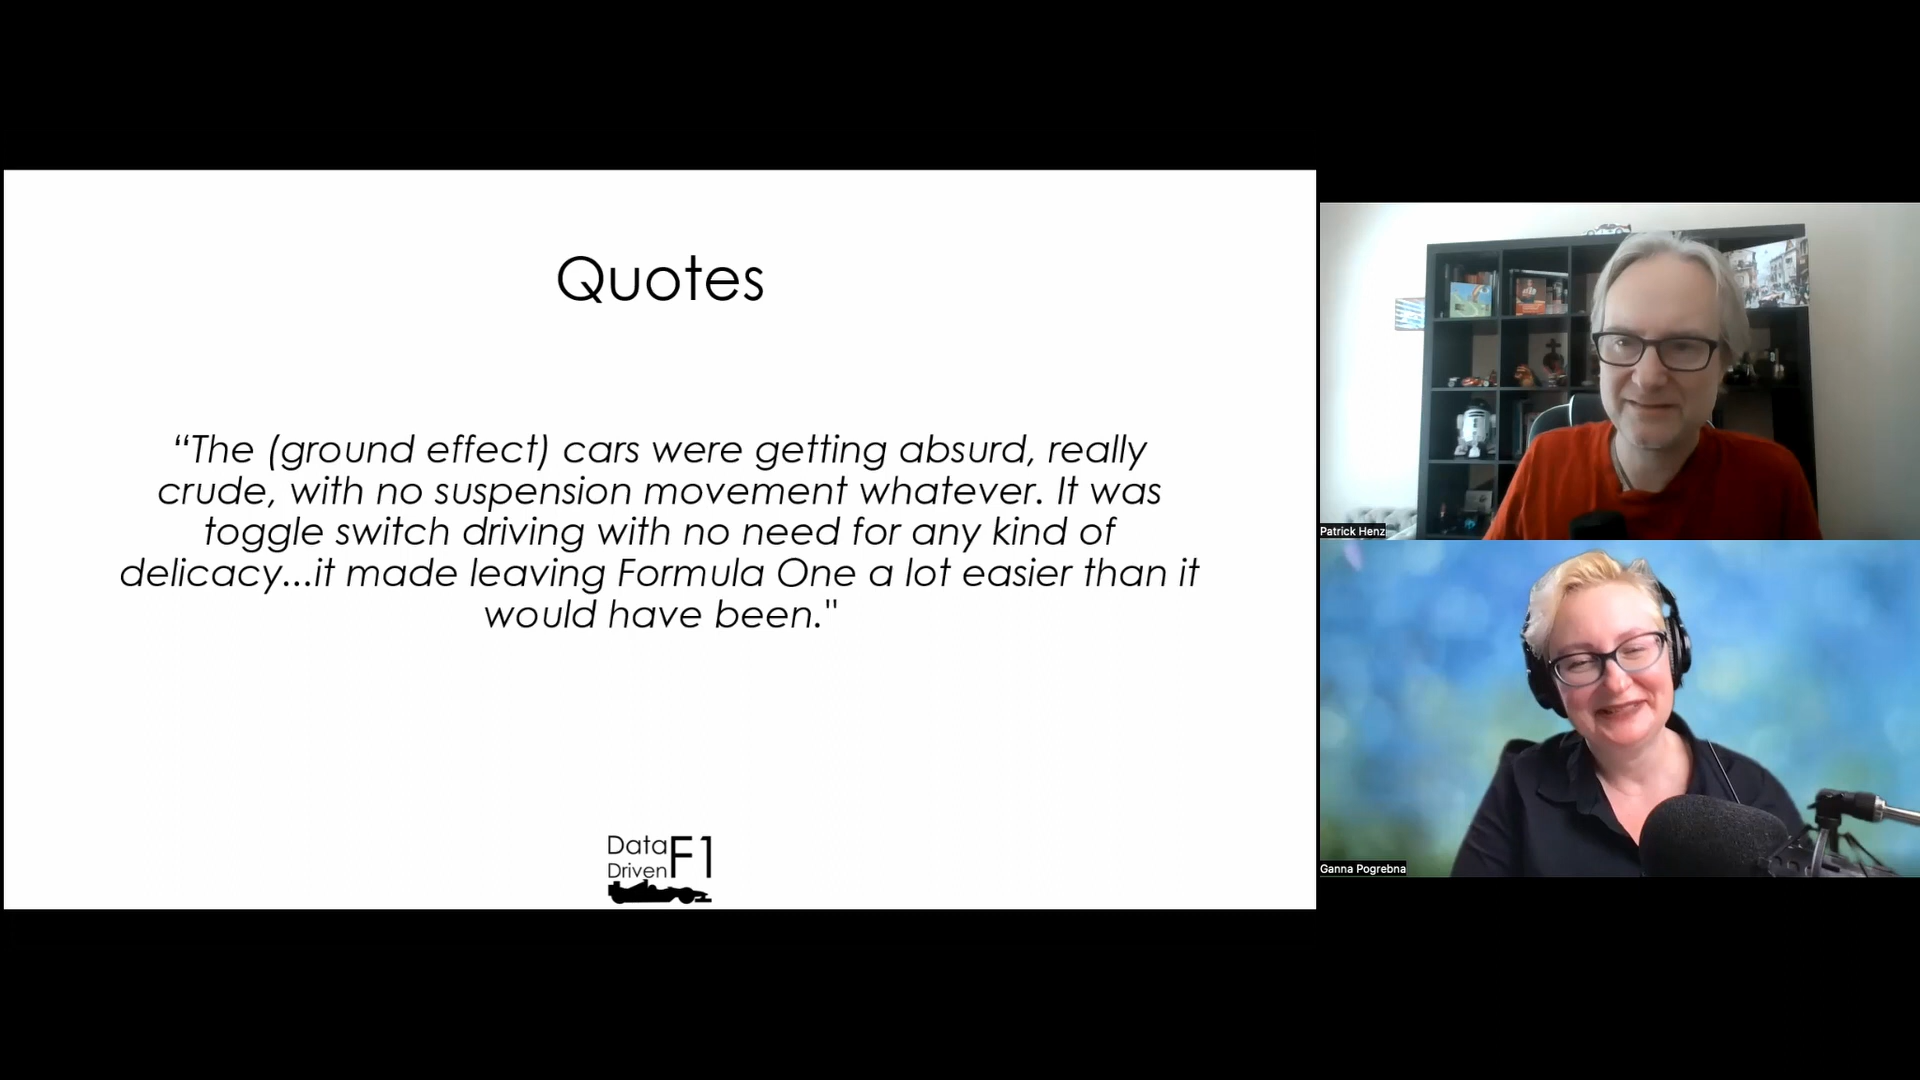 Quotes
“The (ground effect) cars were getting absurd, really
crude, with no suspension movement whatever. It was
toggle switch driving with no need for any kind of
delicacy...it made leaving Formula One a lot easier than it
would have been."
Data
Driven
F1
Patrick Henz
Ganna Pogrebna